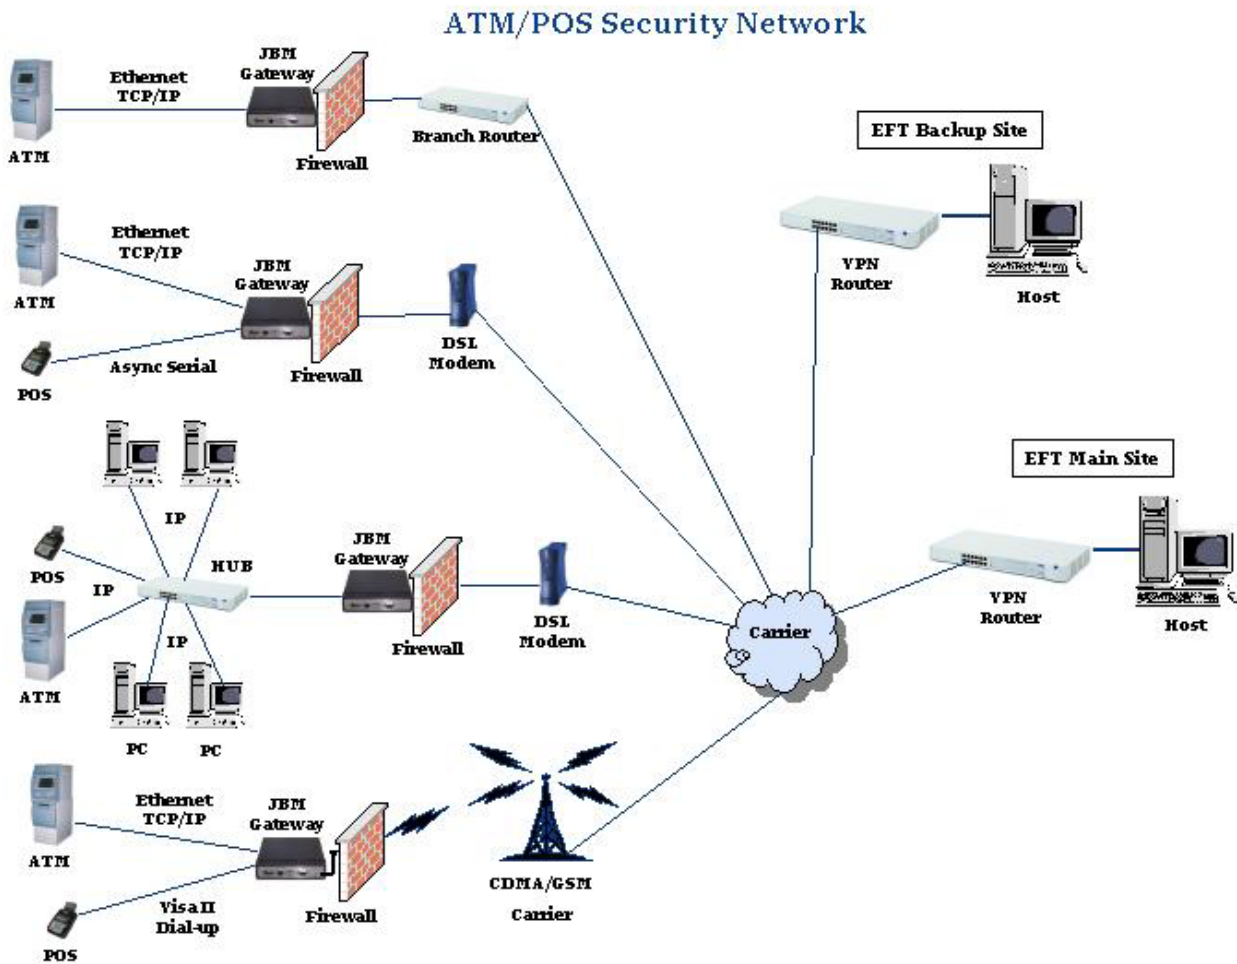 ATM/POS Security Network
Ethernet
TCP/IP
JBM
Gateway
ATM
Firewall
Branch Router
EFT Backup Site
VPN
Router
Host
Ethernet
TCP/IP
JBM
Gateway
ATM
POS
Async Serial
Firewall
DSL
Modem
EFT Main Site
VPN
Router
Host
IP
POS
IP
HUB
IP
ATM
PC
PC
JBM
Gateway
Firewall
DSL
Modem
Carrier
Ethernet
TCP/IP
JBM
Gateway
ATM
POS
Visa II
Dial-up
Firewall
CDMA/GSM
Carrier